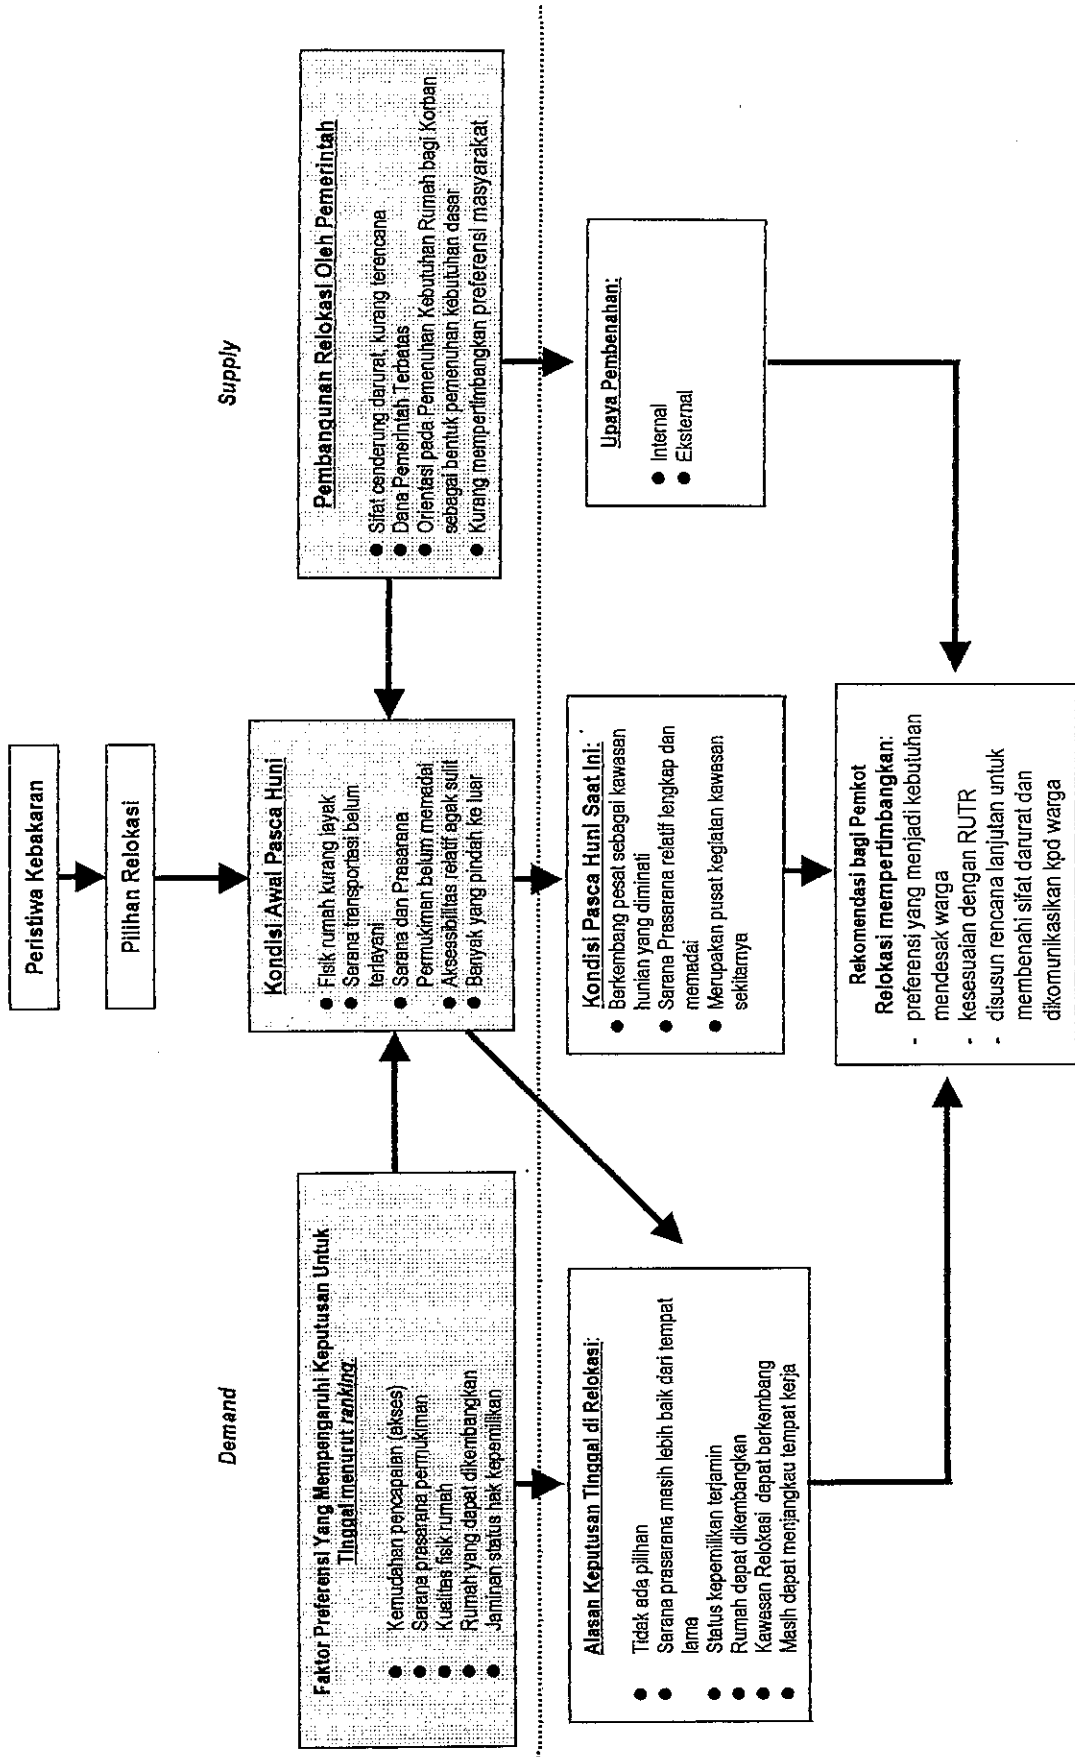 Peristiwa Kebakaran
Pilihan Relokasi
Demand
Supply
Faktor Preferensi Yang Mempengaruhi Keputusan Untuk
Tinggal menurut ranking:
● Kemudahan pencapaian (akses)
● Sarana prasarana permukiman
● Kualitas fisik rumah
● Rumah yang dapat dikembangkan
● Jaminan status hak kepemilikan
Kondisi Awal Pasca Huni
● Fisik rumah kurang layak
● Sarana transportasi belum
terlayani
● Sarana dan Prasarana
Permukiman belum memadai
● Aksesibilitas relatif agak sulit
● Banyak yang pindah ke luar
Pembangunan Relokasi Oleh Pemerintah
● Sifat cenderung darurat, kurang terencana
● Dana Pemerintah Terbatas
● Orientasi pada Pemenuhan Kebutuhan Rumah bagi Korban
sebagai bentuk pemenuhan kebutuhan dasar
● Kurang mempertimbangkan preferensi masyarakat
Alasan Keputusan Tinggal di Relokasi:
● Tidak ada pilihan
● Sarana prasarana masih lebih baik dari tempat
lama
● Status kepemilikan terjamin
● Rumah dapat dikembangkan
● Kawasan Relokasi dapat berkembang
● Masih dapat menjangkau tempat kerja
Kondisi Pasca Huni Saat Ini:
● Berkembang pesat sebagai kawasan
hunian yang diminati
● Sarana Prasarana relatif lengkap dan
memadai
● Merupakan pusat kegiatan kawasan
sekitarnya
Upaya Pembenahan:
● Internal
● Eksternal
Rekomendasi bagi Pemkot
Relokasi mempertimbangkan:
- preferensi yang menjadi kebutuhan
mendesak warga
- kesesuaian dengan RUTR
- disusun rencana lanjutan untuk
membenahi sifat darurat dan
dikomunikasikan kpd warga